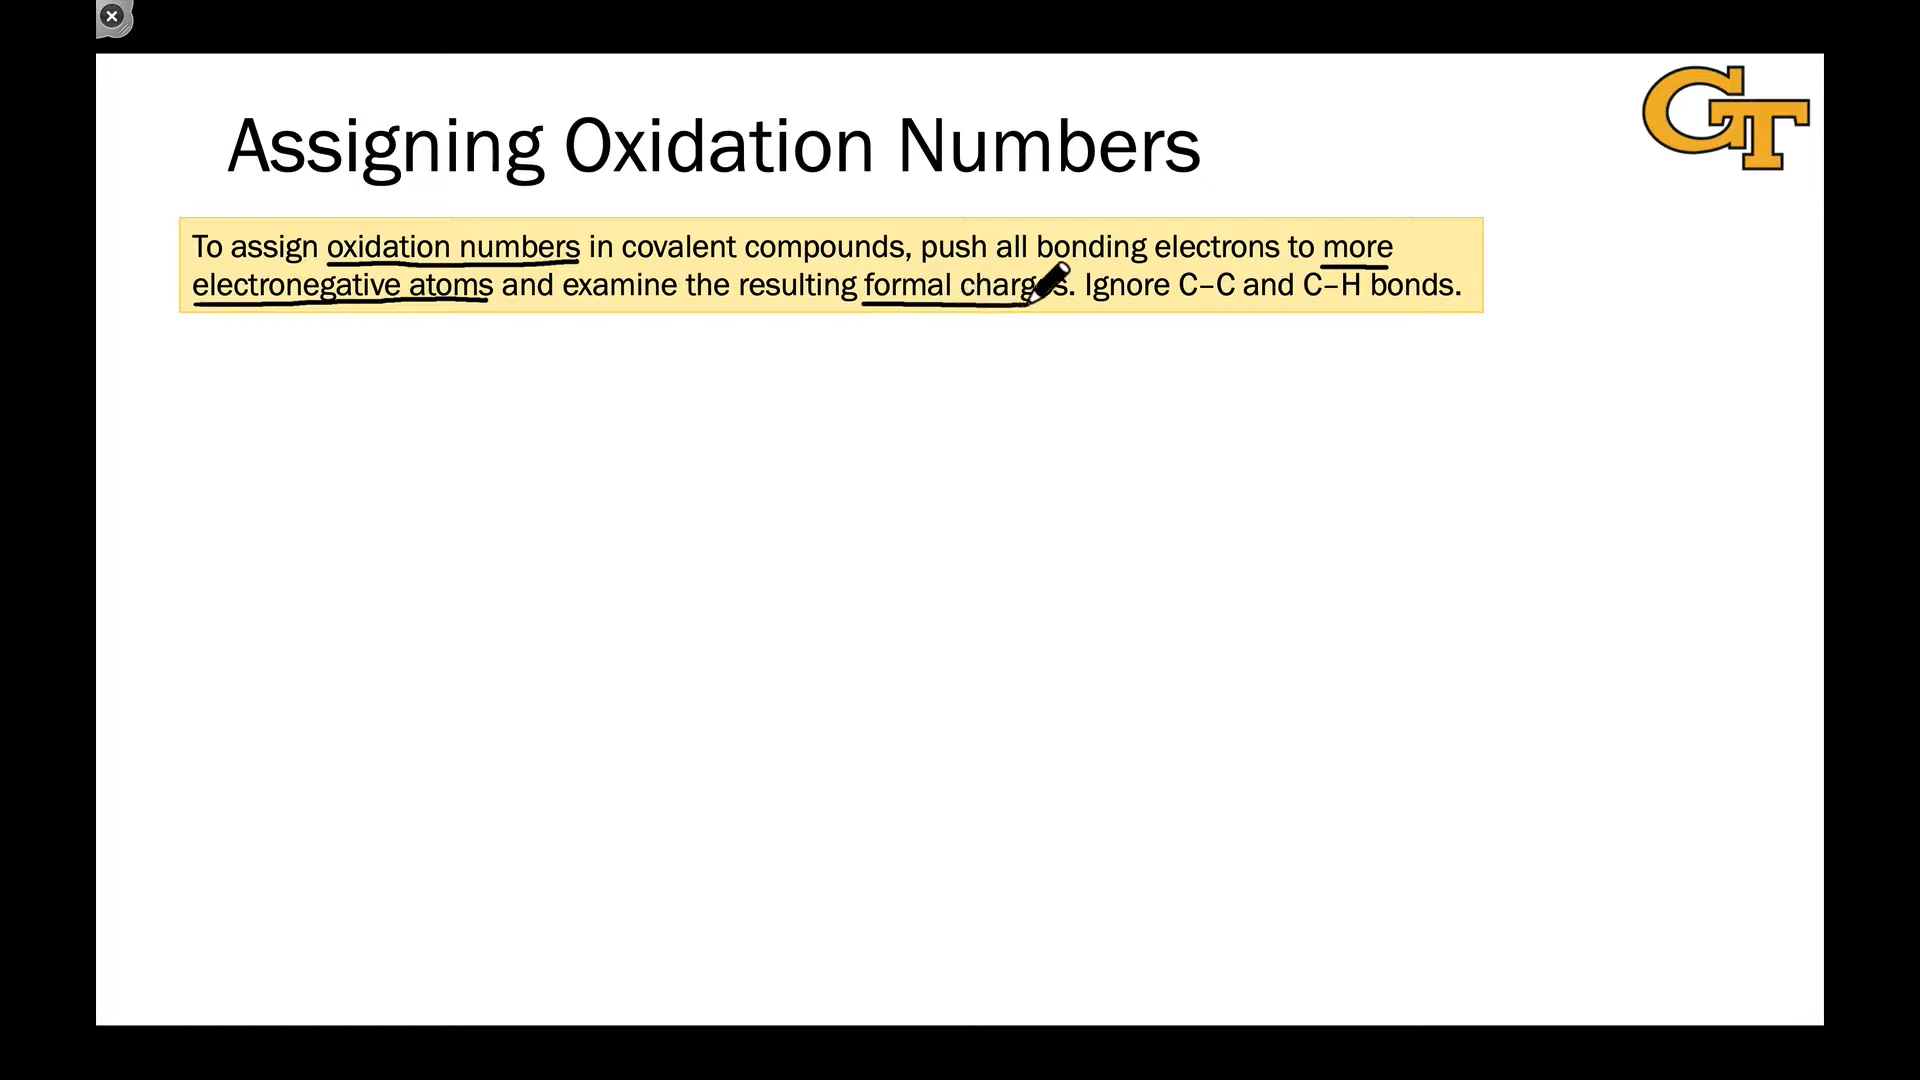 GT
Assigning Oxidation Numbers
To assign oxidation numbers in covalent compounds, push all bonding electrons to more
electronegative atoms and examine the resulting formal charges. Ignore C–C and C–H bonds.